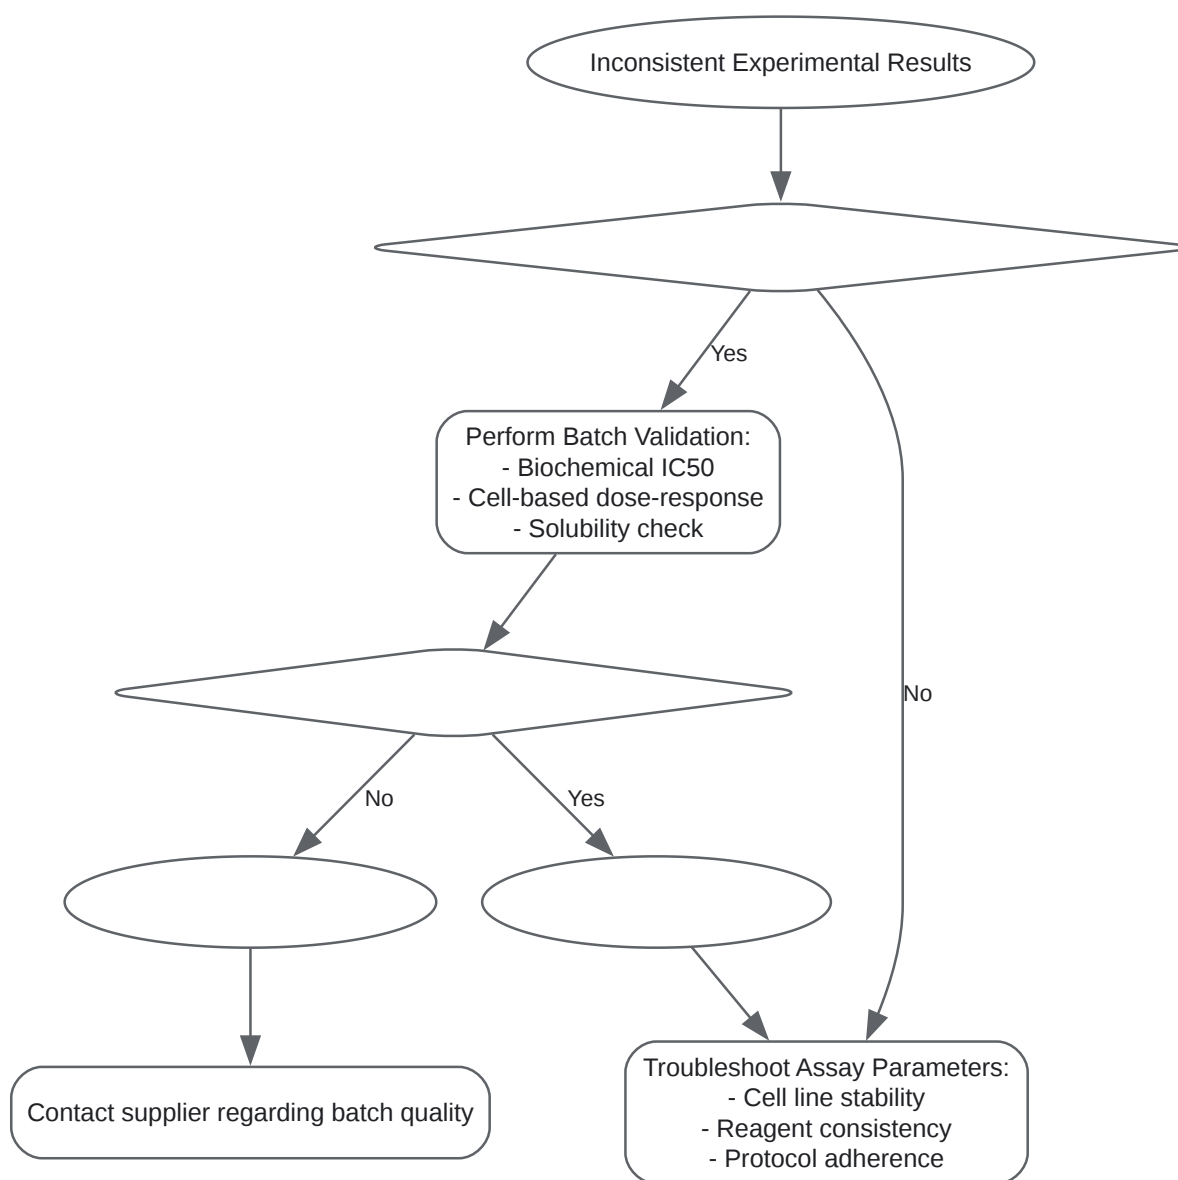 Inconsistent Experimental Results
Yes
Perform Batch Validation:
- Biochemical IC50
- Cell-based dose-response
- Solubility check
No
No
Yes
Contact supplier regarding batch quality
Troubleshoot Assay Parameters:
- Cell line stability
- Reagent consistency
- Protocol adherence